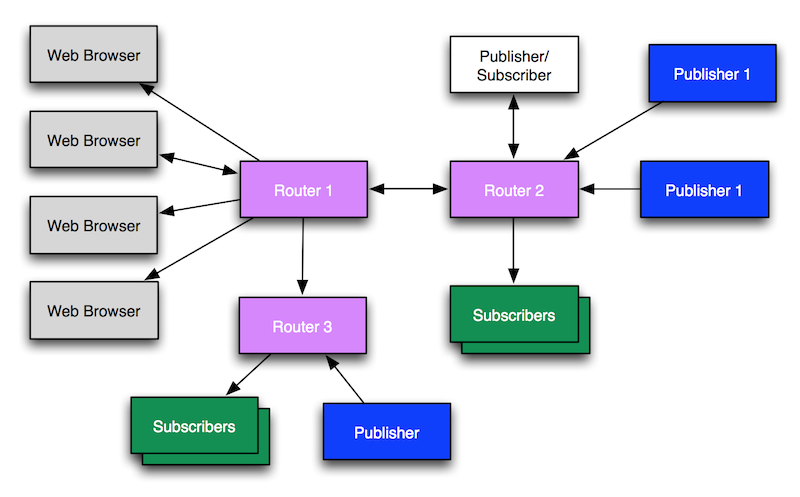 Web Browser
Publisher/
Subscriber
Publisher 1
Web Browser
Router 1
Router 2
Publisher 1
Web Browser
Web Browser
Router 3
Subscribers
Subscribers
Publisher